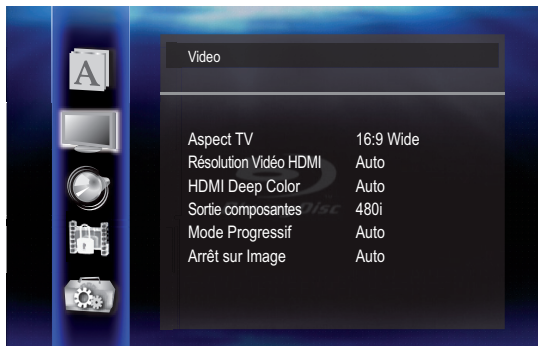 A
Video
Aspect TV 16:9 Wide
Résolution Vidéo HDMI Auto
HDMI Deep Color Auto
Sortie composantes 480i
Mode Progressif Auto
Arrêt sur Image Auto